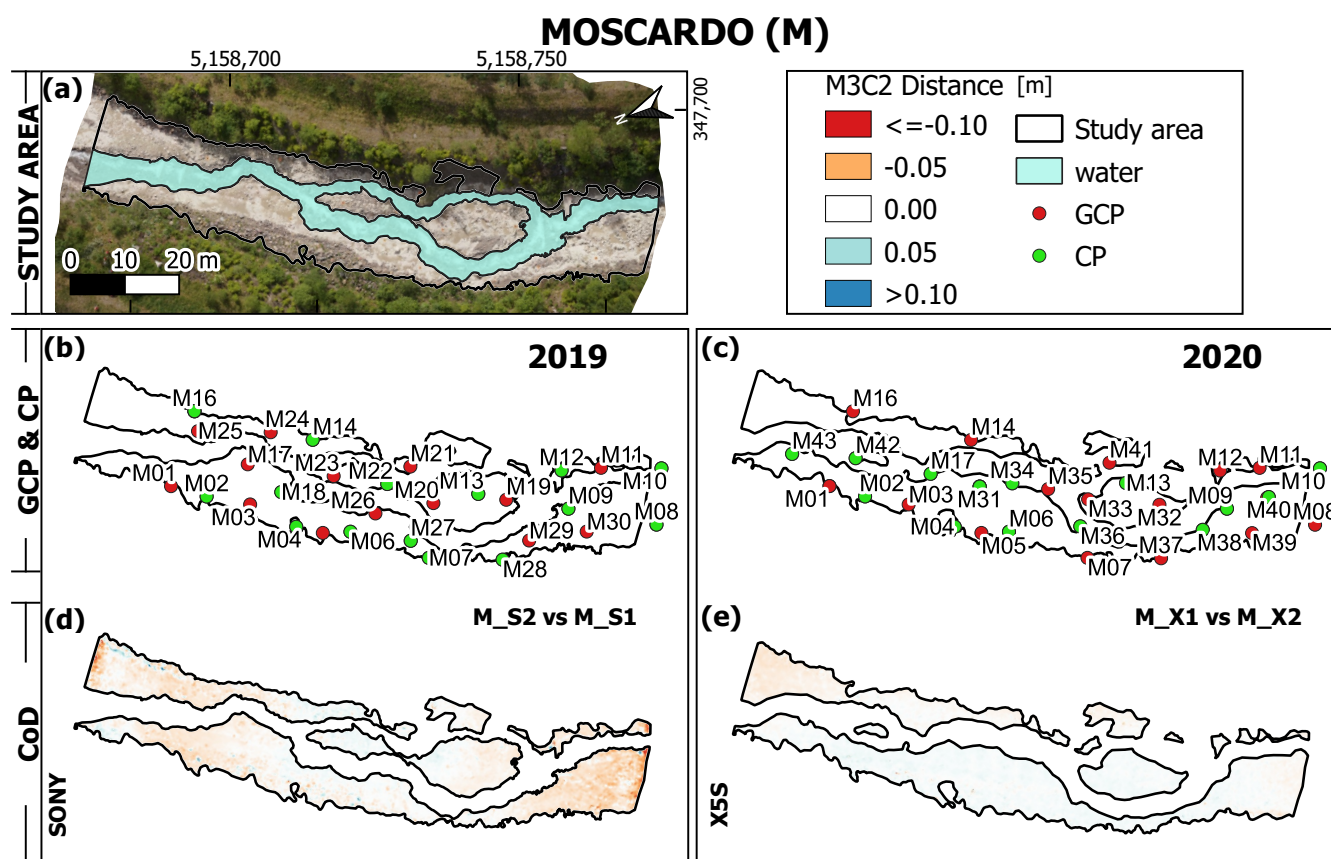 MOSCARDO (M)
5,158,700 5,158,750
(a)
347,700
STUDY AREA
0 10 20 m
M3C2 Distance [m]
<=-0.10
-0.05
0.00
0.05
>0.10
Study area
water
GCP
CP
GCP & CP
(b) 2019
M16
M24
M14
M25
M17
M23
M22
M21
M12
M11
M01
M02
M18
M26
M20
M13
M19
M09
M10
M03
M04
M06
M27
M29
M30
M08
M07
M28
(c) 2020
M16
M14
M43
M42
M17
M34
M35
M41
M12
M11
M01
M02
M03
M31
M33
M13
M32
M09
M10
M40
M04
M05
M06
M36
M37
M38
M39
M08
M07
CoD
SONY
(d) M_S2 vs M_S1
X5S
(e) M_X1 vs M_X2